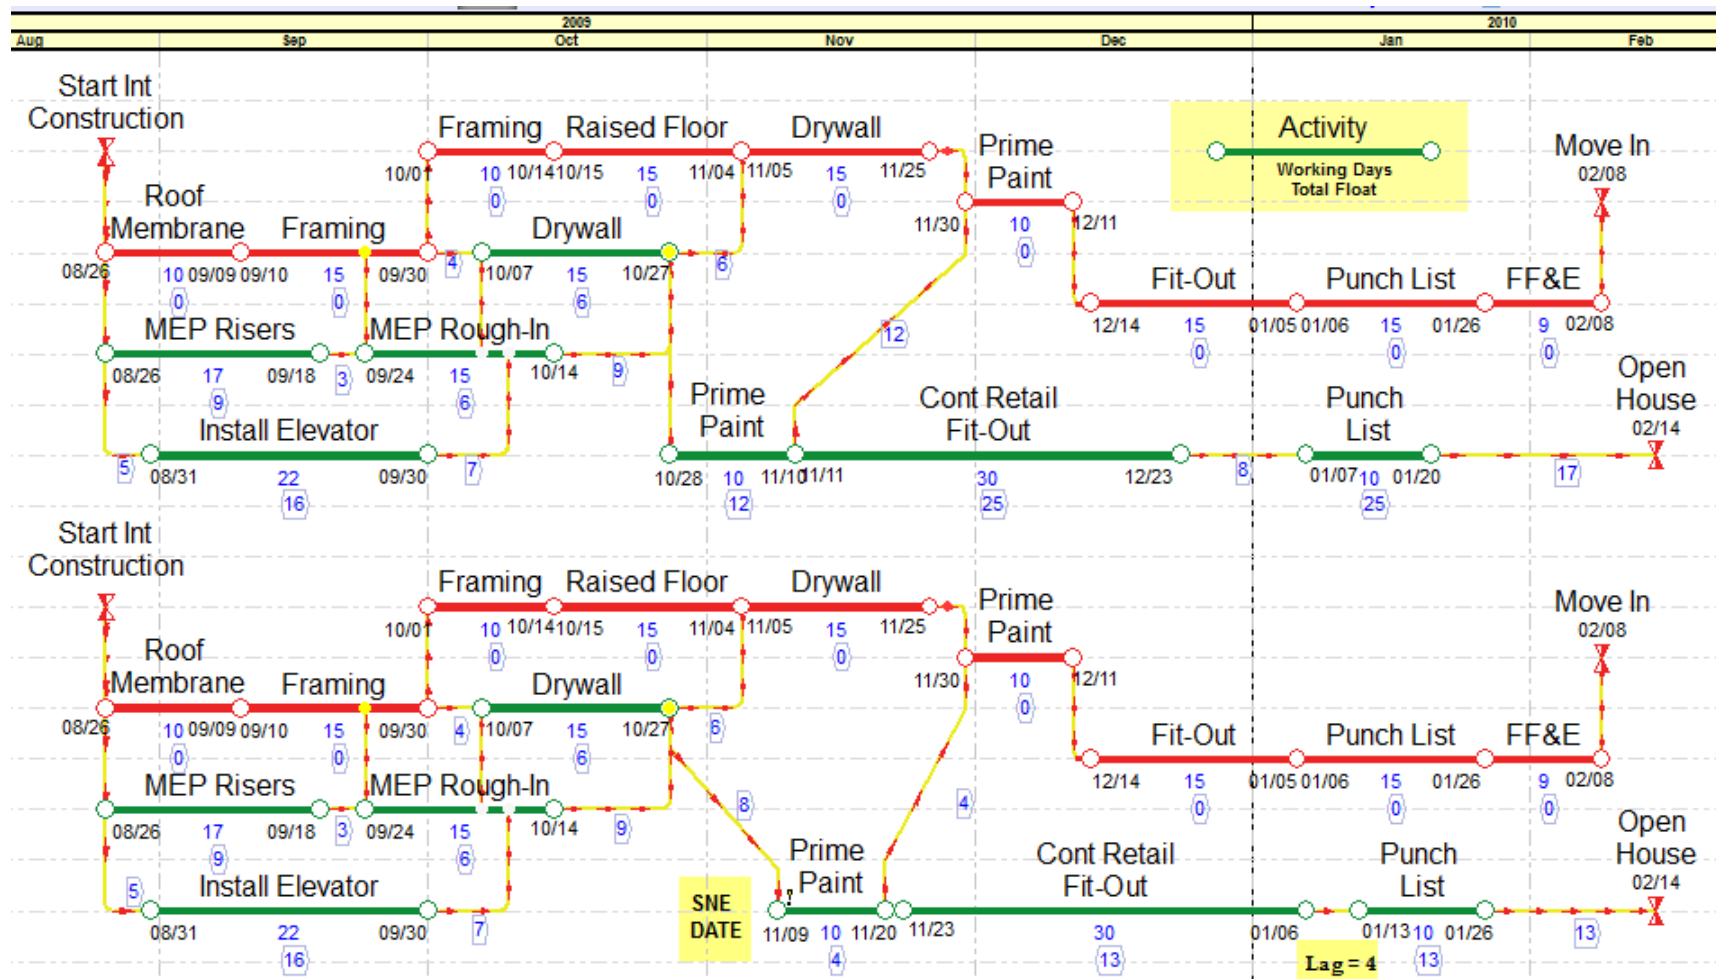 2009 2010
Aug Sep Oct Nov Dec Jan Feb
Start Int
Construction
Framing Raised Floor Drywall
Prime
Paint
Activity
Working Days
Total Float
Move In
02/08
10/01 10 10/14 10/15 15 11/04 11/05 15 11/25
0 0 0
Roof
Membrane Framing Drywall
11/30 10 12/11
0
08/26 10 09/09 09/10 15 09/30 4 10/07 15 10/27 6
0 0 6
Fit-Out Punch List FF&E
MEP Risers MEP Rough-In
12/14 15 01/05 01/06 15 01/26 9 02/08
0 0 0
12
08/26 17 09/18 3 09/24 15 10/14 9
9 6
Open
House
02/14
Install Elevator
Prime
Paint
Cont Retail
Fit-Out
Punch
List
5 08/31 22 09/30 7 10/28 10 11/10 11/11 30 12/23 8 01/07 10 01/20 17
16 12 25 25
Start Int
Construction
Framing Raised Floor Drywall
Prime
Paint
Move In
02/08
10/01 10 10/14 10/15 15 11/04 11/05 15 11/25
0 0 0
Roof
Membrane Framing Drywall
11/30 10 12/11
0
08/26 10 09/09 09/10 15 09/30 4 10/07 15 10/27 6
0 0 6
Fit-Out Punch List FF&E
MEP Risers MEP Rough-In
12/14 15 01/05 01/06 15 01/26 9 02/08
0 0 0
8 4
08/26 17 09/18 3 09/24 15 10/14 9
9 6
Open
House
02/14
Install Elevator
Prime
Paint
Cont Retail
Fit-Out
Punch
List
SNE
DATE
5 08/31 22 09/30 7 11/09 10 11/20 11/23 30 01/06 01/13 10 01/26 13
16 4 13 13
Lag = 4